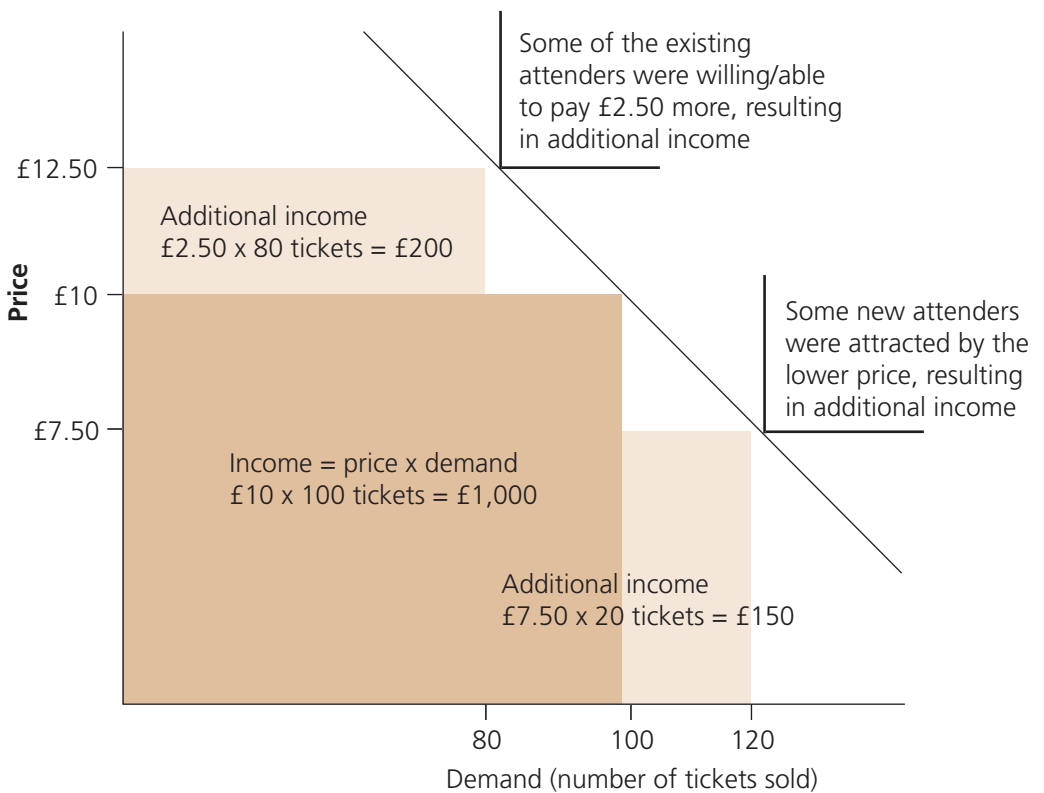 Some of the existing
attenders were willing/able
to pay £2.50 more, resulting
in additional income
£12.50
Additional income
£2.50 x 80 tickets = £200
Price
£10
Some new attenders
were attracted by the
lower price, resulting
in additional income
£7.50
Income = price x demand
£10 x 100 tickets = £1,000
Additional income
£7.50 x 20 tickets = £150
80
100
120
Demand (number of tickets sold)